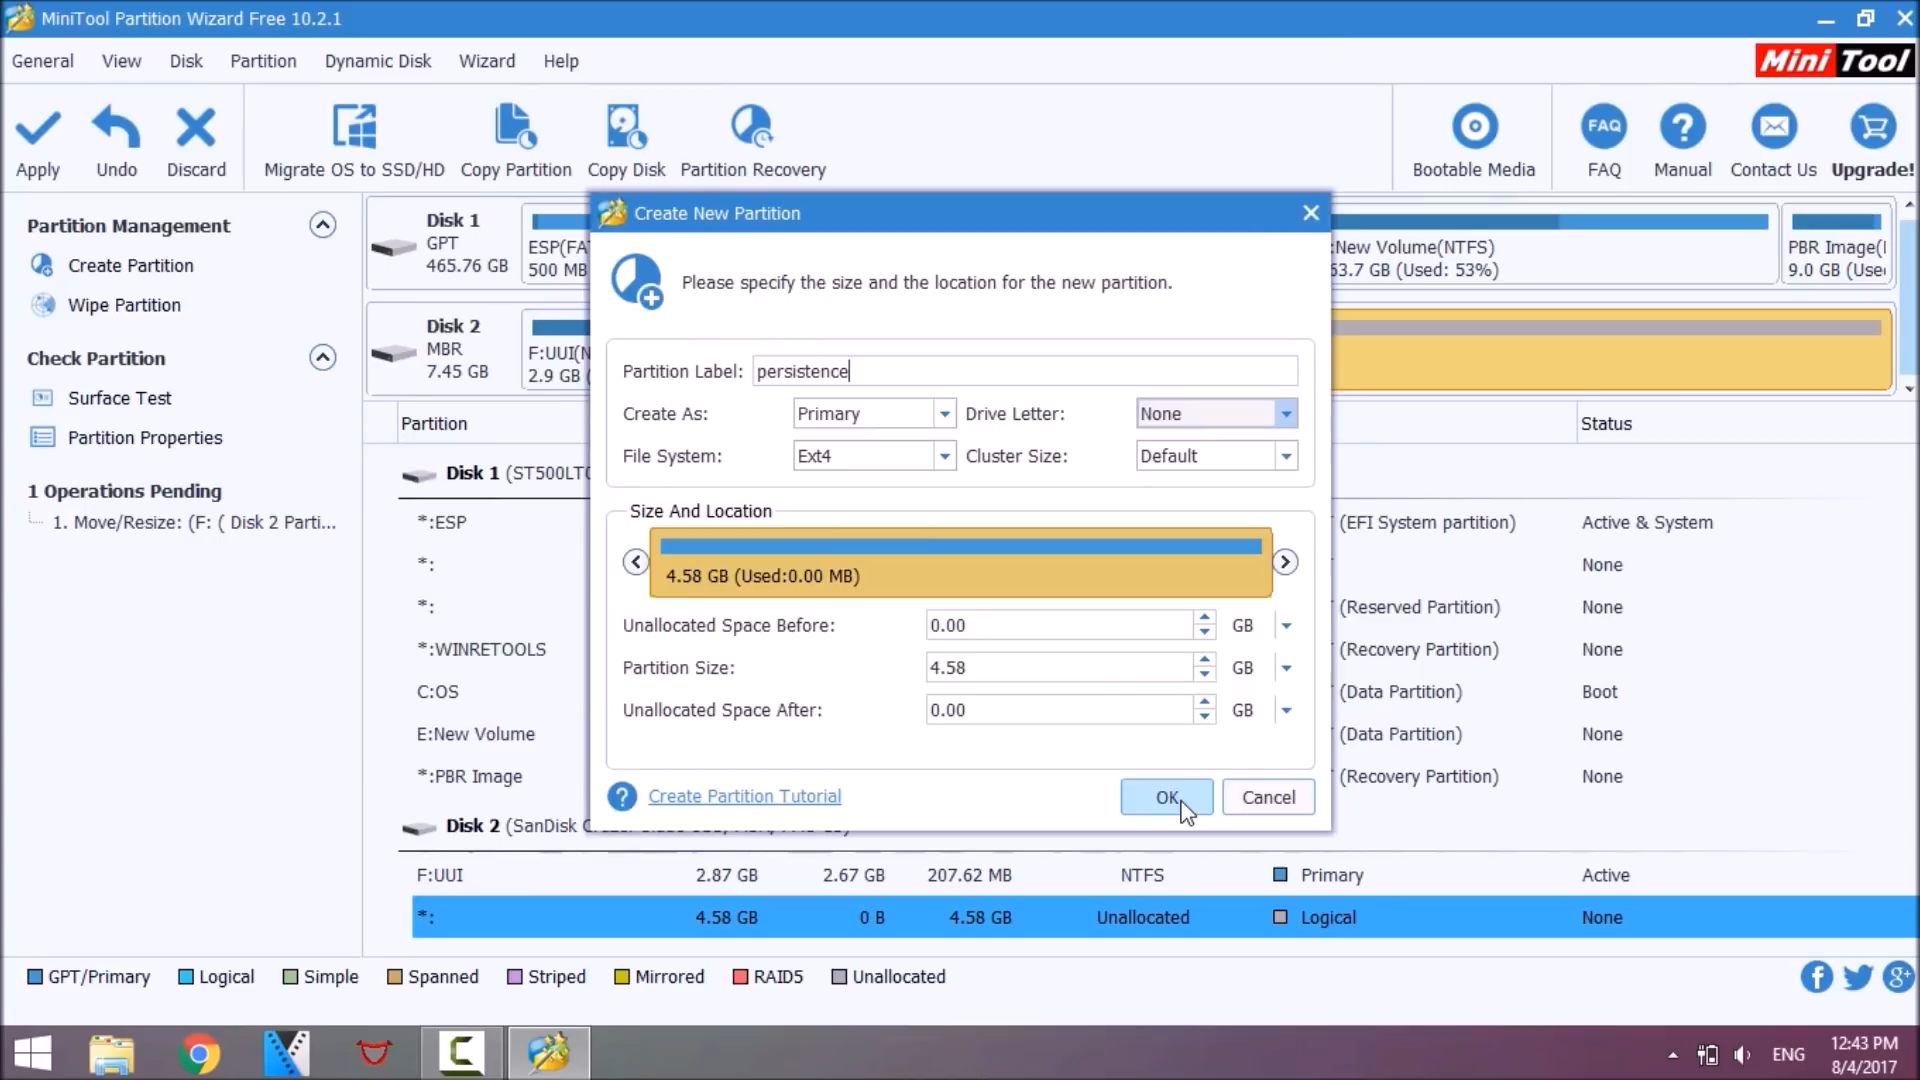 MiniTool Partition Wizard Free 10.2.1
General View Disk Partition Dynamic Disk Wizard Help
Mini Tool
Apply Undo Discard Migrate OS to SSD/HD Copy Partition Copy Disk Partition Recovery Bootable Media FAQ FAQ Manual Contact Us Upgrade!
Partition Management
Create Partition
Wipe Partition
Check Partition
Surface Test
Partition Properties
1 Operations Pending
1. Move/Resize: (F: ( Disk 2 Parti...
Disk 1
GPT
465.76 GB
ESP(FA
500 MB
:New Volume(NTFS)
63.7 GB (Used: 53%)
PBR Image(
9.0 GB (Used
Disk 2
MBR
7.45 GB
F:UUI(N
2.9 GB (
Create New Partition
Please specify the size and the location for the new partition.
Partition Label: persistence
Create As: Primary Drive Letter: None
File System: Ext4 Cluster Size: Default
Size And Location
4.58 GB (Used:0.00 MB)
Unallocated Space Before: 0.00 GB
Partition Size: 4.58 GB
Unallocated Space After: 0.00 GB
? Create Partition Tutorial OK Cancel
Partition Status
Disk 1 (ST500LT0
*:ESP (EFI System partition) Active & System
*: None
*: (Reserved Partition) None
*:WINRETOOLS (Recovery Partition) None
C:OS (Data Partition) Boot
E:New Volume (Data Partition) None
*:PBR Image (Recovery Partition) None
Disk 2 (SanDisk
F:UUI 2.87 GB 2.67 GB 207.62 MB NTFS Primary Active
*: 4.58 GB 0 B 4.58 GB Unallocated Logical None
GPT/Primary Logical Simple Spanned Striped Mirrored RAID5 Unallocated
ENG
12:43 PM
8/4/2017